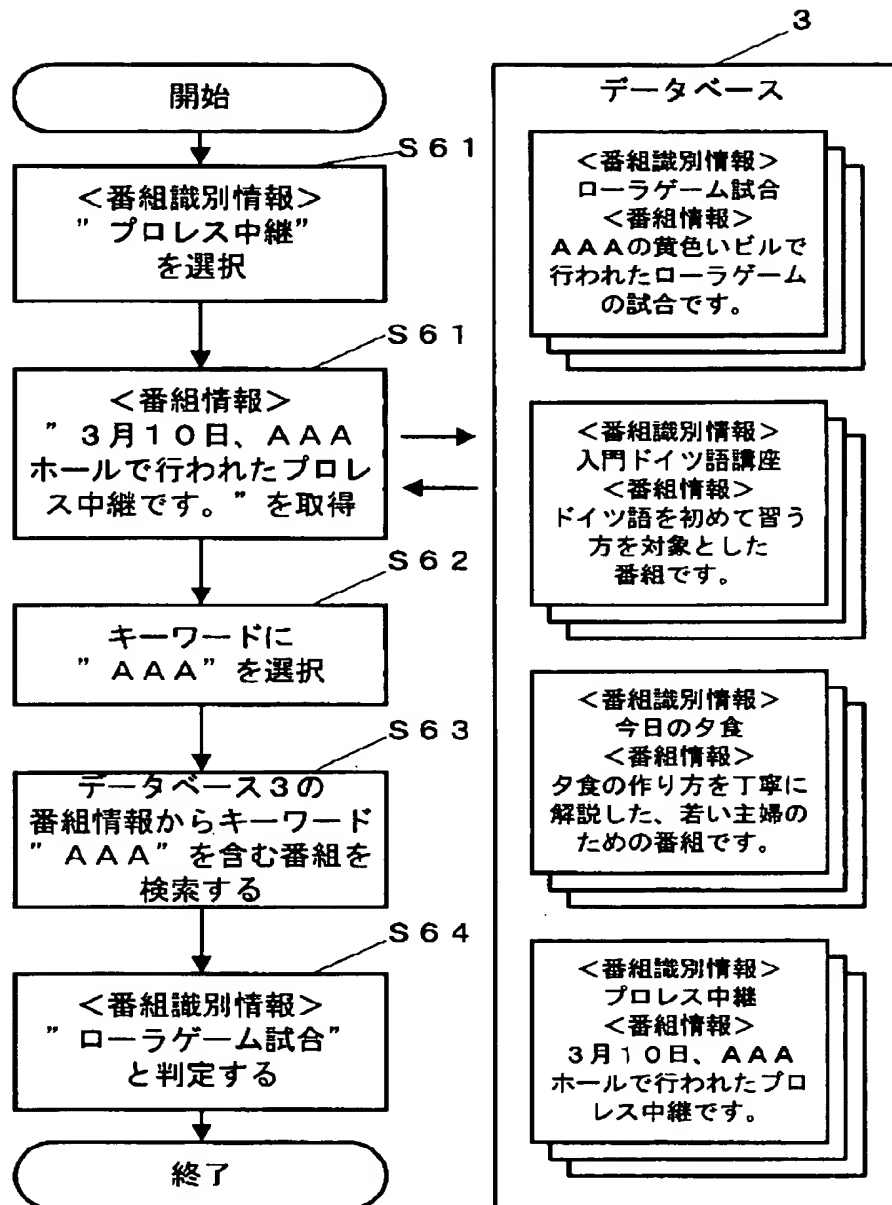 開始
S61
<番組識別情報>
”プロレス中継”
を選択
S61
<番組情報>
”3月10日、AAA
ホールで行われたプロレ
ス中継です。”を取得
S62
キーワードに
”AAA”を選択
S63
データベース3の
番組情報からキーワード
”AAA”を含む番組を
検索する
S64
<番組識別情報>
”ローラゲーム試合”
と判定する
終了
3
データベース
<番組識別情報>
ローラゲーム試合
<番組情報>
AAAの黄色いビルで
行われたローラゲーム
の試合です。
<番組識別情報>
入門ドイツ語講座
<番組情報>
ドイツ語を初めて習う
方を対象とした
番組です。
<番組識別情報>
今日の夕食
<番組情報>
夕食の作り方を丁寧に
解説した、若い主婦の
ための番組です。
<番組識別情報>
プロレス中継
<番組情報>
3月10日、AAA
ホールで行われたプロ
レス中継です。